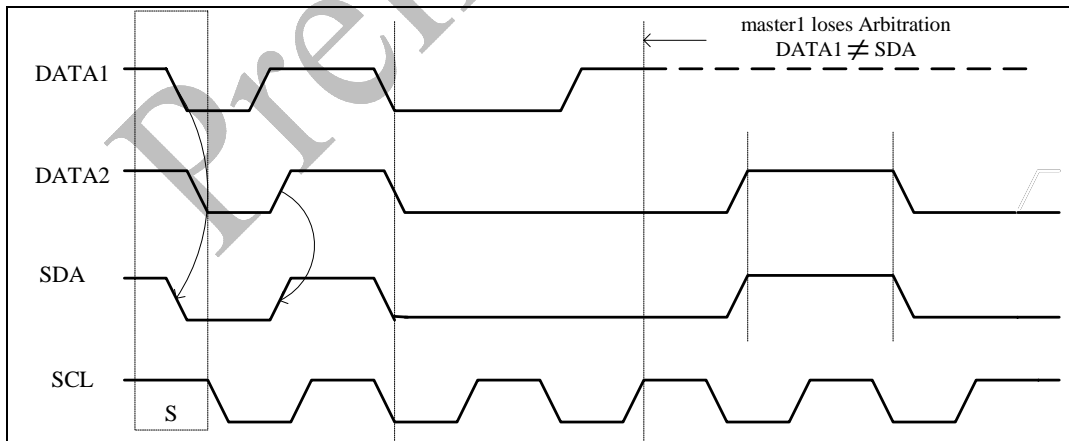 master1 loses Arbitration
DATA1 ≠ SDA
DATA1
DATA2
SDA
SCL
S